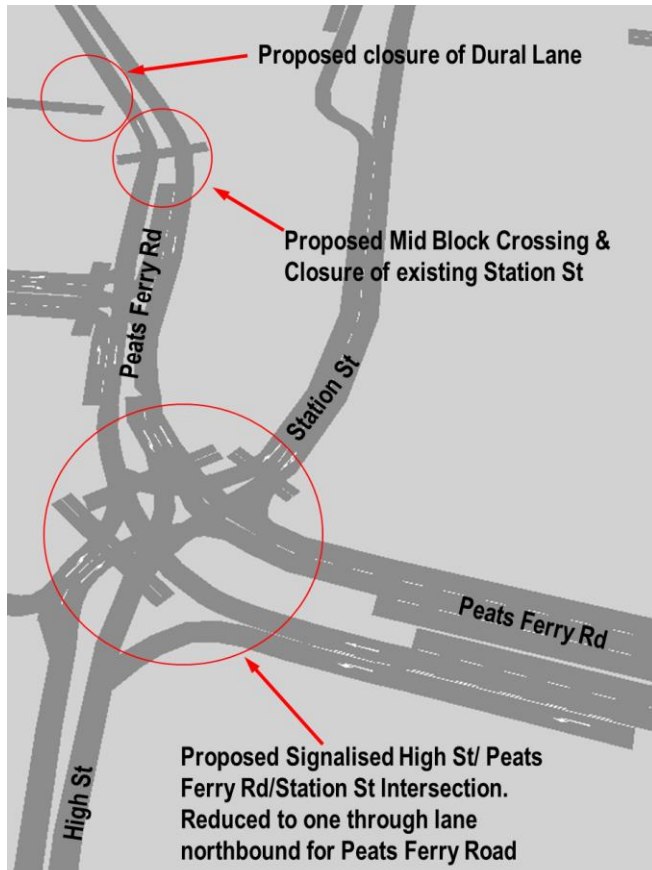 Proposed closure of Dural Lane
Proposed Mid Block Crossing &
Closure of existing Station St
Peats Ferry Rd
Station St
Peats Ferry Rd
High St
Proposed Signalised High St/ Peats
Ferry Rd/Station St Intersection.
Reduced to one through lane
northbound for Peats Ferry Road